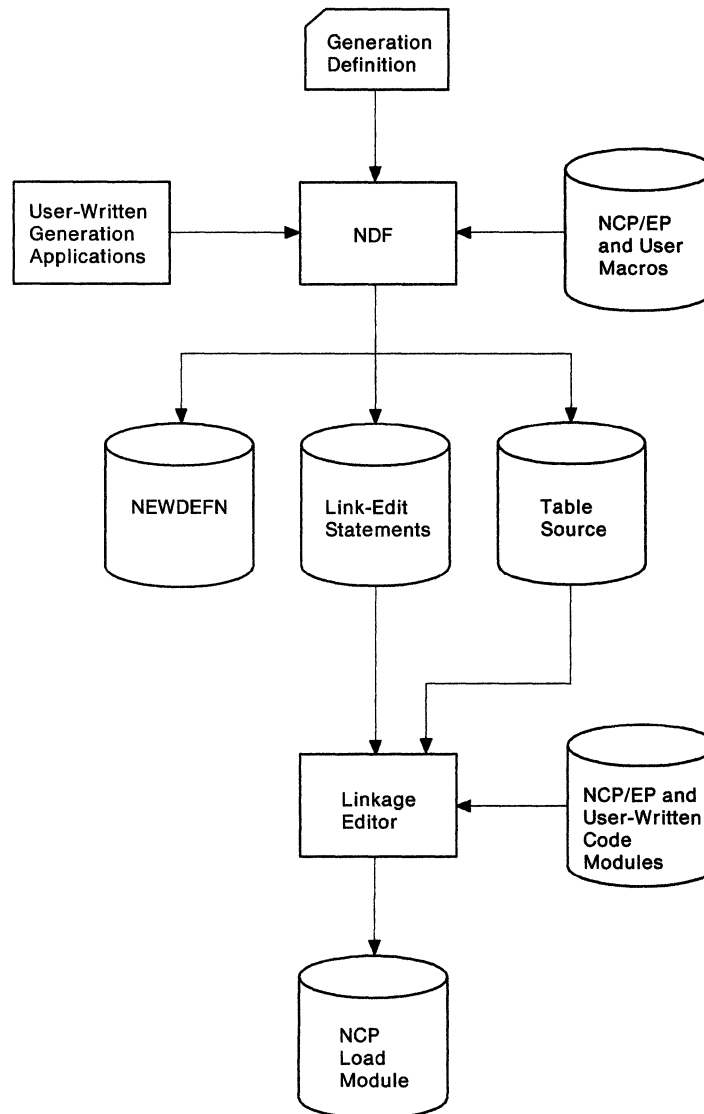 Generation
Definition
User-Written
Generation
Applications
NDF
NCP/EP
and User
Macros
NEWDEFN
Link-Edit
Statements
Table
Source
Linkage
Editor
NCP/EP and
User-Written
Code
Modules
NCP
Load
Module